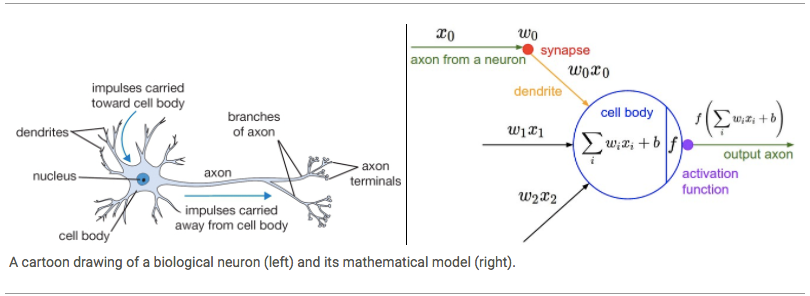 impulses carried
toward cell body
dendrites
nucleus
cell body
axon
impulses carried
away from cell body
branches
of axon
axon
terminals
x₀
w₀
synapse
axon from a neuron
w₀x₀
dendrite
cell body
w₁x₁
∑ᵢ wᵢxᵢ + b
f
f(∑ᵢ wᵢxᵢ + b)
output axon
activation
function
w₂x₂
A cartoon drawing of a biological neuron (left) and its mathematical model (right).